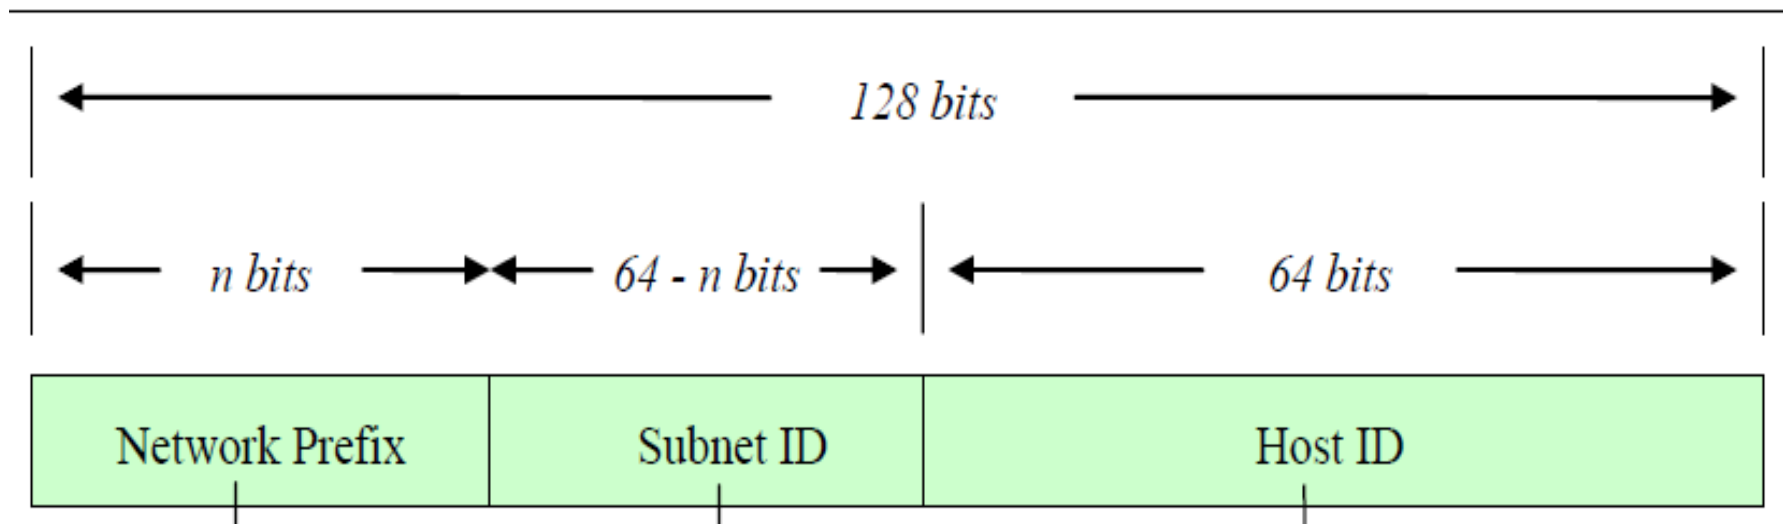 128 bits
n bits 64 - n bits 64 bits
Network Prefix Subnet ID Host ID